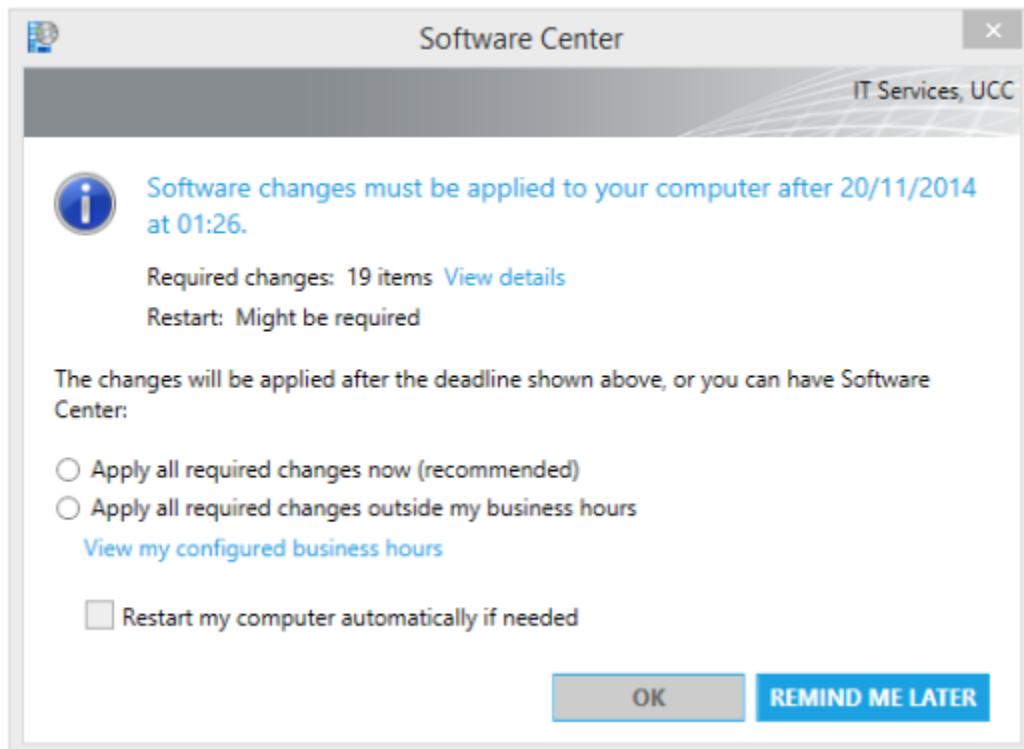 Software Center
IT Services, UCC
Software changes must be applied to your computer after 20/11/2014
at 01:26.
Required changes: 19 items View details
Restart: Might be required
The changes will be applied after the deadline shown above, or you can have Software
Center:
Apply all required changes now (recommended)
Apply all required changes outside my business hours
View my configured business hours
Restart my computer automatically if needed
OK REMIND ME LATER